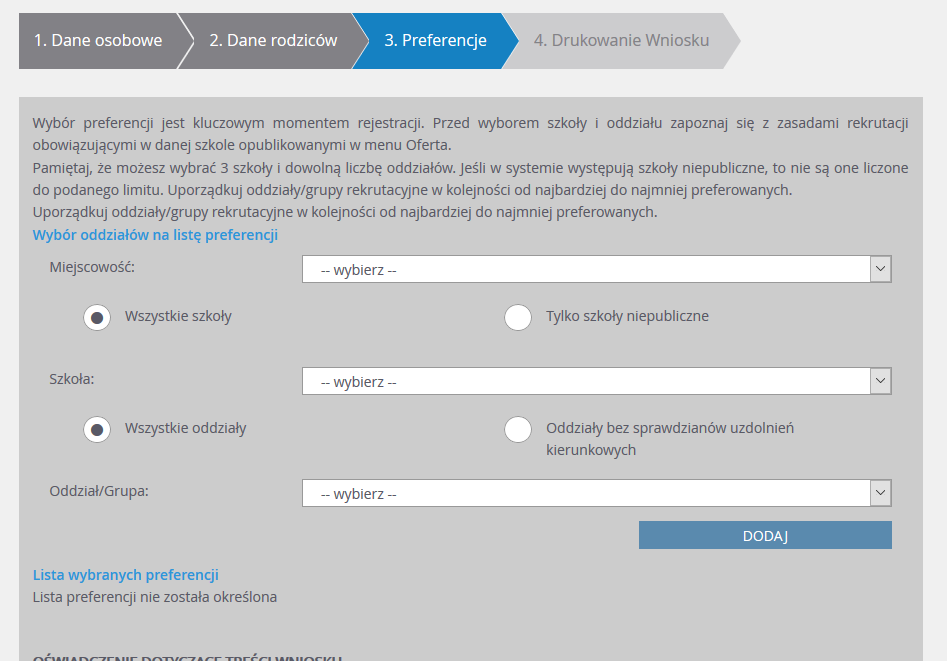 1. Dane osobowe 2. Dane rodziców 3. Preferencje 4. Drukowanie Wniosku
Wybór preferencji jest kluczowym momentem rejestracji. Przed wyborem szkoły i oddziału zapoznaj się z zasadami rekrutacji
obowiązującymi w danej szkole opublikowanymi w menu Oferta.
Pamiętaj, że możesz wybrać 3 szkoły i dowolną liczbę oddziałów. Jeśli w systemie występują szkoły niepubliczne, to nie są one liczone
do podanego limitu. Uporządkuj oddziały/grupy rekrutacyjne w kolejności od najbardziej do najmniej preferowanych.
Uporządkuj oddziały/grupy rekrutacyjne w kolejności od najbardziej do najmniej preferowanych.
Wybór oddziałów na listę preferencji
Miejscowość: -- wybierz --
Wszystkie szkoły Tylko szkoły niepubliczne
Szkoła: -- wybierz --
Wszystkie oddziały Oddziały bez sprawdzianów uzdolnień
kierunkowych
Oddział/Grupa: -- wybierz --
DODAJ
Lista wybranych preferencji
Lista preferencji nie została określona
OŚWIADCZENIE DOTYCZĄCE TREŚCI WNIOSKU